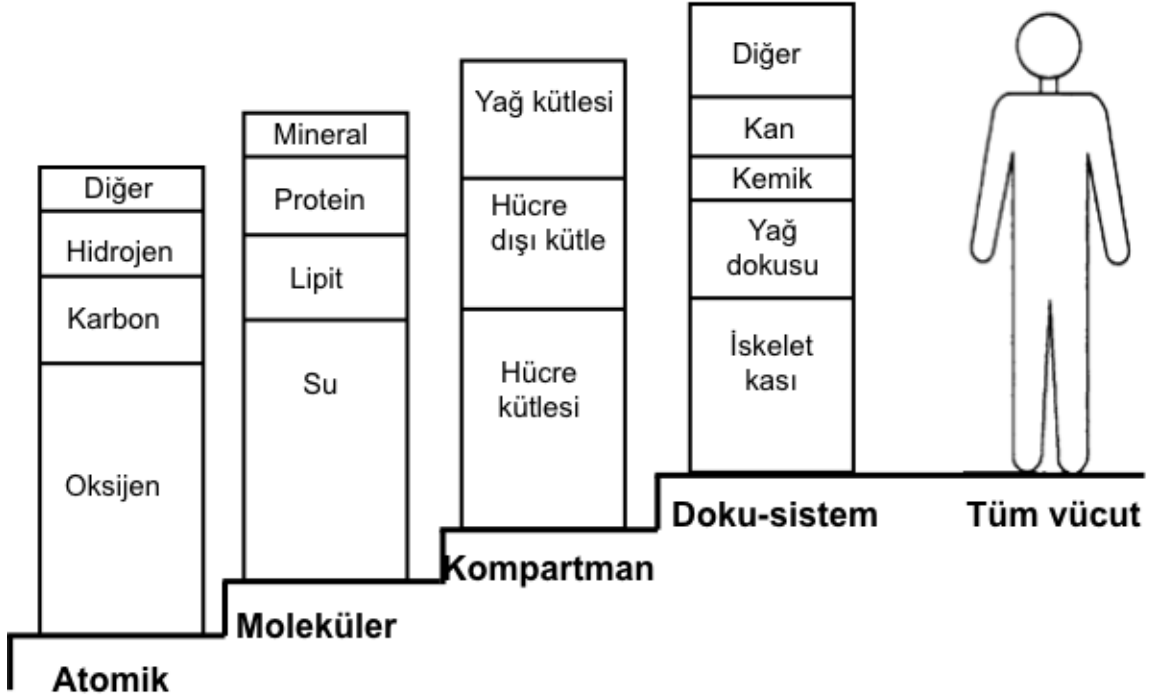 Diğer
Hidrojen
Karbon
Oksijen
Atomik
Mineral
Protein
Lipit
Su
Moleküler
Yağ kütlesi
Hücre
dışı kütle
Hücre
kütlesi
Kompartman
Diğer
Kan
Kemik
Yağ
dokusu
İskelet
kası
Doku-sistem
Tüm vücut